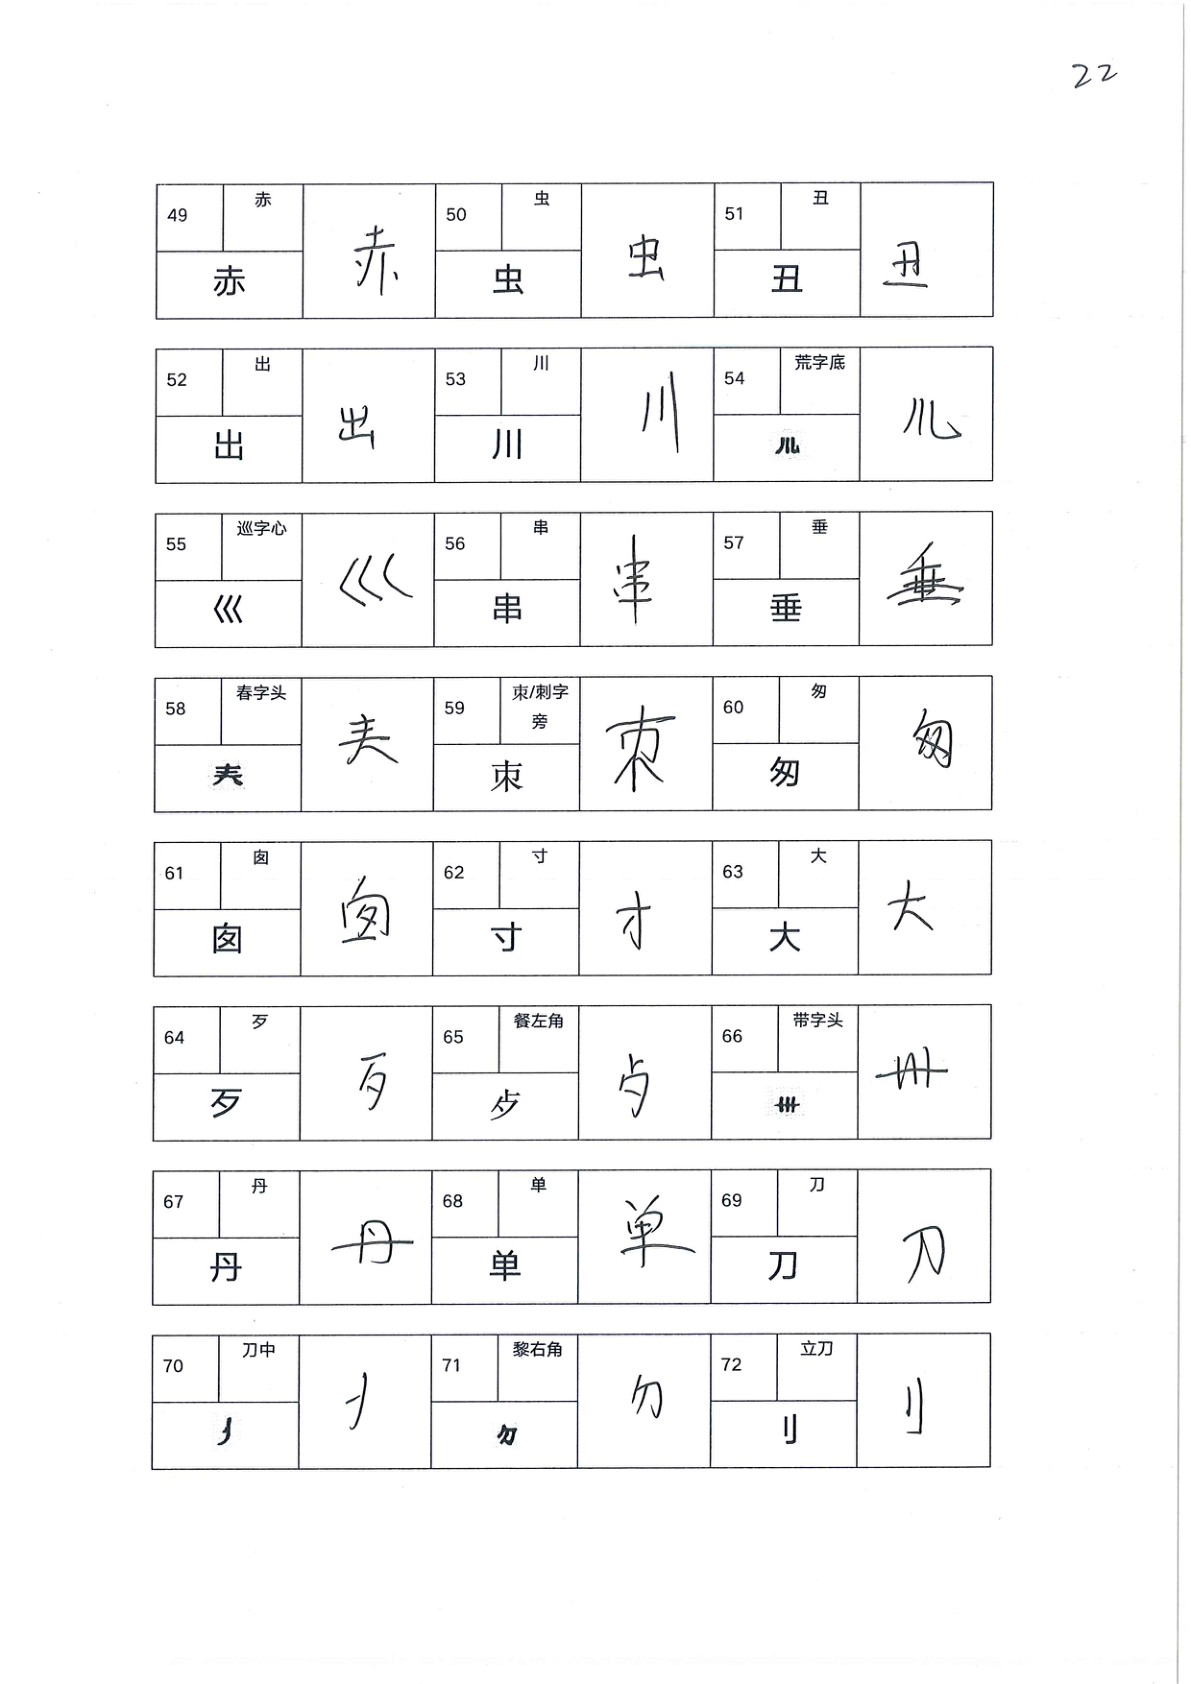 22
49 赤 赤 赤 50 虫 虫 虫 51 丑 丑 丑
52 出 出 出 53 川 川 川 54 荒字底 㐬
55 巡字心 巛 巛 56 串 串 串 57 垂 垂 垂
58 春字头 𡗗 𡗗 59 朿/刺字旁 朿 朿 60 匆 匆 匆
61 囱 囱 囱 62 寸 寸 寸 63 大 大 大
64 歹 歹 歹 65 餐左角 歺 歺 66 带字头 卌 卌
67 丹 丹 丹 68 单 单 单 69 刀 刀 刀
70 刀中 71 黎右角 勿 72 立刀 刂 刂